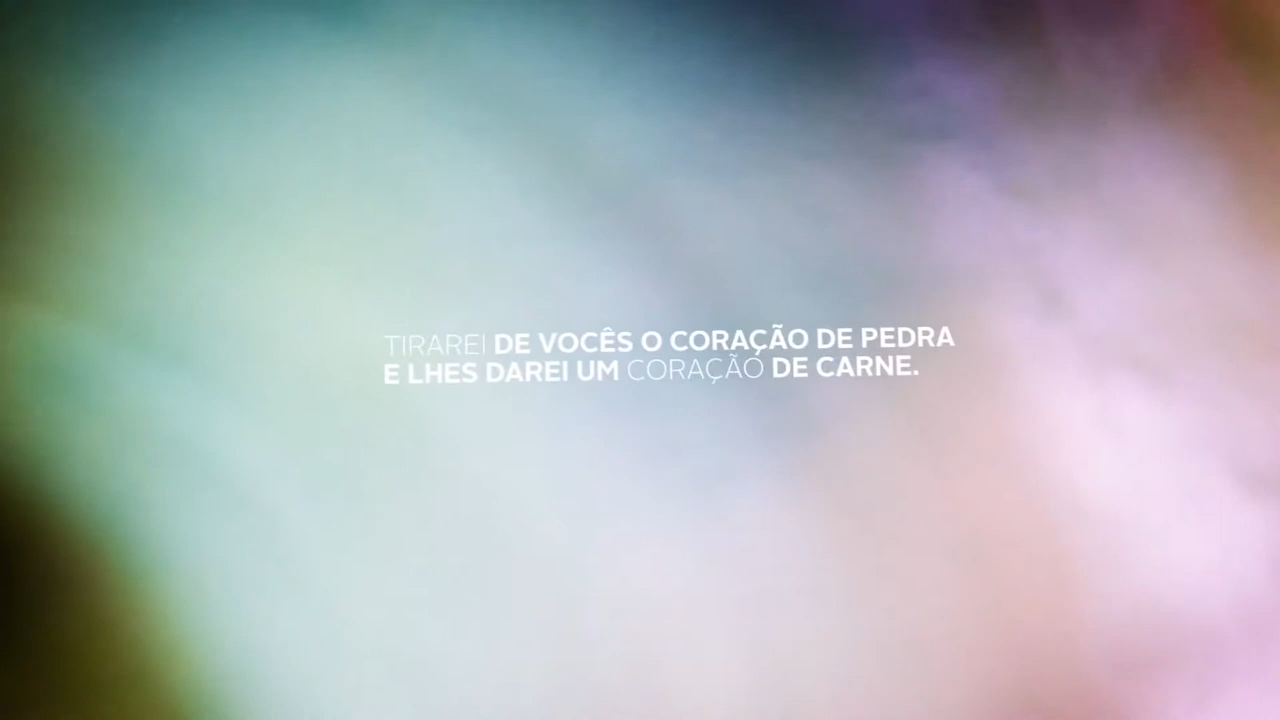 TIRAREI DE VOCÊS O CORAÇÃO DE PEDRA
E LHES DAREI UM CORAÇÃO DE CARNE.